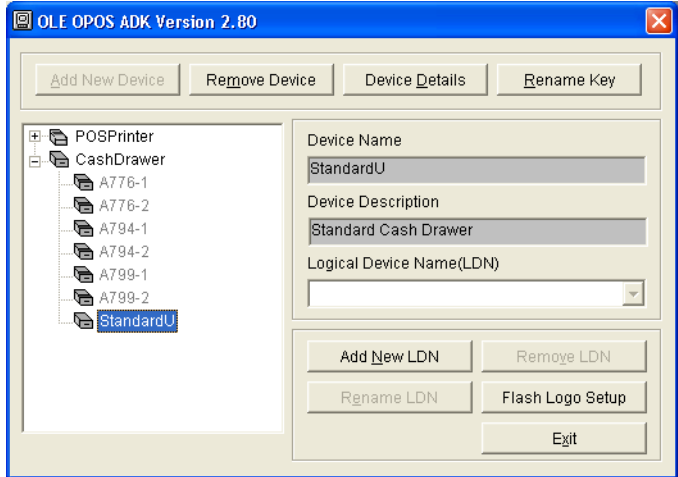 OLE OPOS ADK Version 2.80
Add New Device Remove Device Device Details Rename Key
POSPrinter
CashDrawer
A776-1
A776-2
A794-1
A794-2
A799-1
A799-2
StandardU
Device Name
StandardU
Device Description
Standard Cash Drawer
Logical Device Name(LDN)
Add New LDN Remove LDN
Rename LDN Flash Logo Setup
Exit